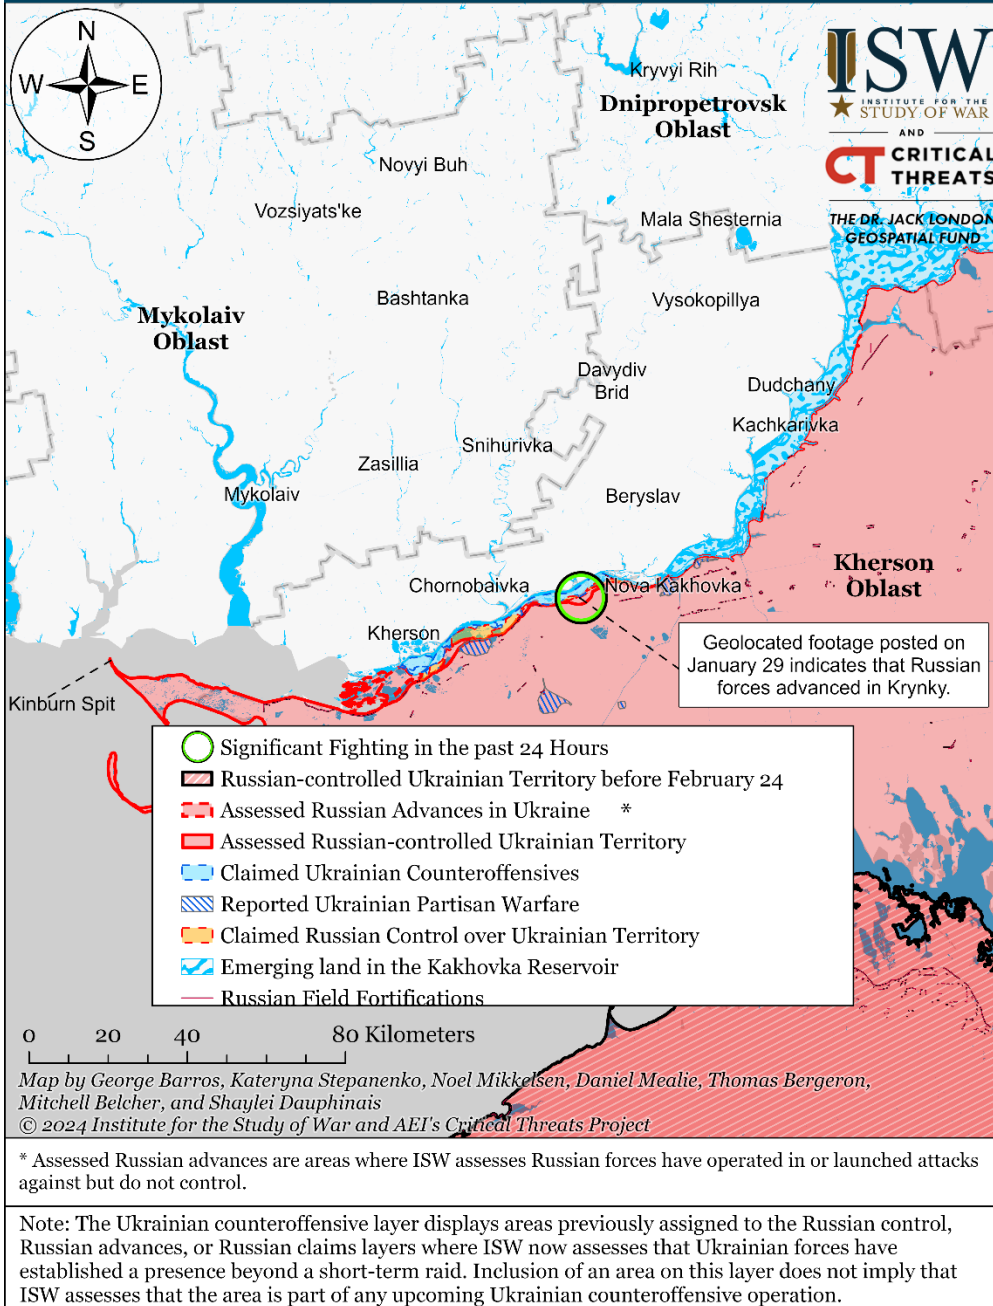 N
W
E
S
ISW
INSTITUTE FOR THE
STUDY OF WAR
AND
CT CRITICAL
THREATS
THE DR. JACK LONDON
GEOSPATIAL FUND
Kryvyi Rih
Dnipropetrovsk
Oblast
Novyi Buh
Vozsiyats'ke
Mala Shesternia
Bashtanka
Vysokopillya
Mykolaiv
Oblast
Davydiv
Brid
Dudchany
Kachkarivka
Snihurivka
Zasillia
Mykolaiv
Beryslav
Kherson
Oblast
Chornobaivka
Nova Kakhovka
Kherson
Geolocated footage posted on
January 29 indicates that Russian
forces advanced in Krynky.
Kinburn Spit
Significant Fighting in the past 24 Hours
Russian-controlled Ukrainian Territory before February 24
Assessed Russian Advances in Ukraine *
Assessed Russian-controlled Ukrainian Territory
Claimed Ukrainian Counteroffensives
Reported Ukrainian Partisan Warfare
Claimed Russian Control over Ukrainian Territory
Emerging land in the Kakhovka Reservoir
Russian Field Fortifications
0 20 40 80 Kilometers
Map by George Barros, Kateryna Stepanenko, Noel Mikkelsen, Daniel Mealie, Thomas Bergeron,
Mitchell Belcher, and Shaylei Dauphinais
© 2024 Institute for the Study of War and AEI's Critical Threats Project
* Assessed Russian advances are areas where ISW assesses Russian forces have operated in or launched attacks
against but do not control.
Note: The Ukrainian counteroffensive layer displays areas previously assigned to the Russian control,
Russian advances, or Russian claims layers where ISW now assesses that Ukrainian forces have
established a presence beyond a short-term raid. Inclusion of an area on this layer does not imply that
ISW assesses that the area is part of any upcoming Ukrainian counteroffensive operation.